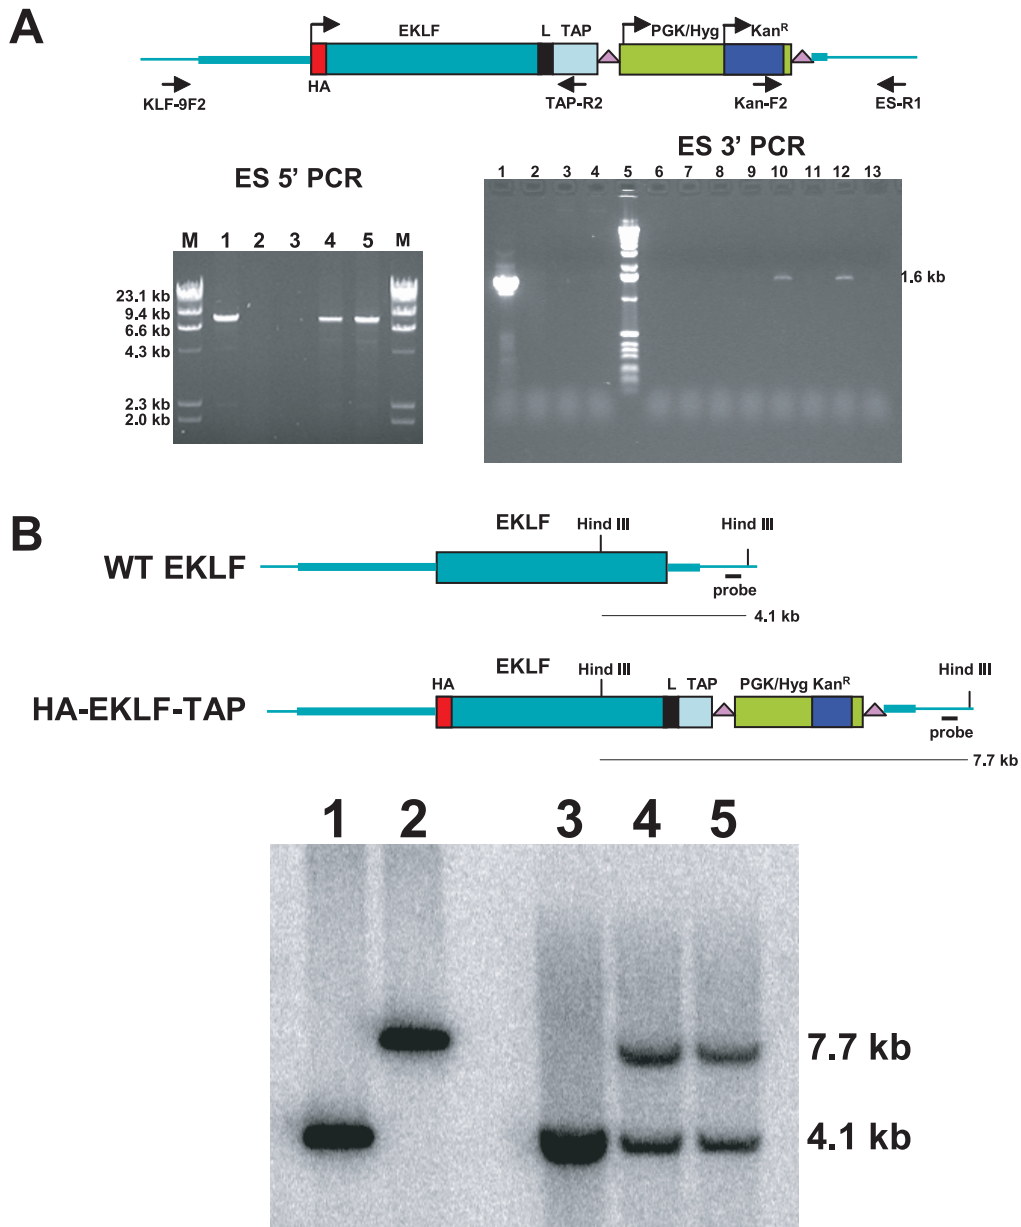 A
EKLF L TAP PGK/Hyg Kan^R
HA
KLF-9F2 TAP-R2 Kan-F2 ES-R1
ES 5' PCR
M 1 2 3 4 5 M
23.1 kb
9.4 kb
6.6 kb
4.3 kb
2.3 kb
2.0 kb
ES 3' PCR
1 2 3 4 5 6 7 8 9 10 11 12 13
1.6 kb
B
EKLF Hind III Hind III
WT EKLF
probe
4.1 kb
EKLF Hind III Hind III
HA L TAP PGK/Hyg Kan^R
HA-EKLF-TAP
probe
7.7 kb
1 2 3 4 5
7.7 kb
4.1 kb